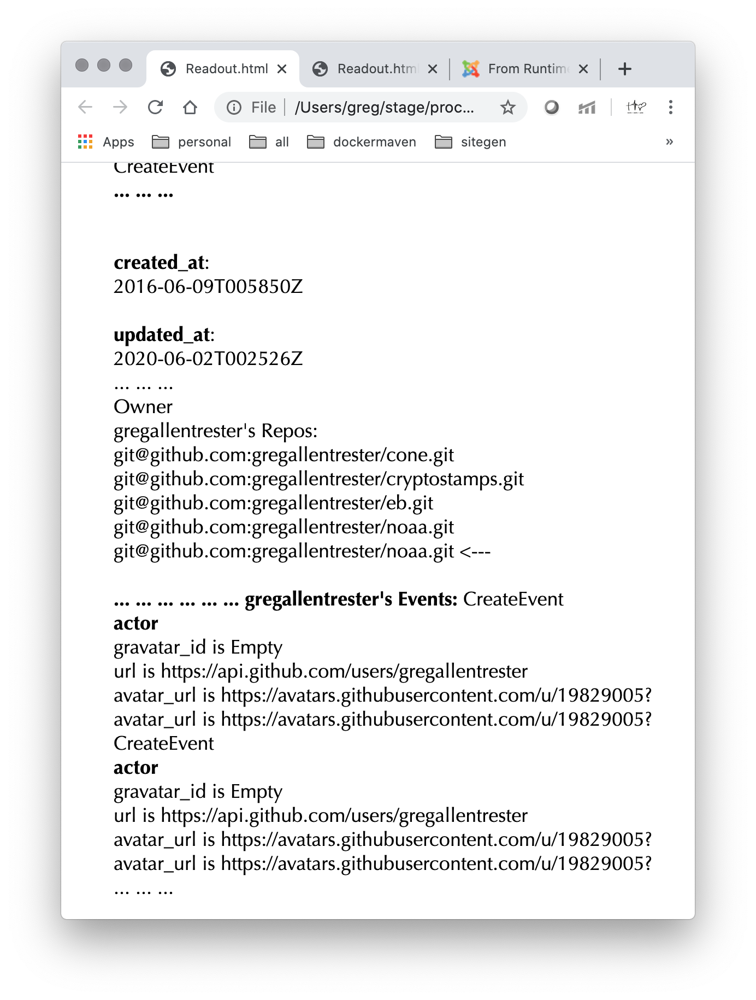 Readout.html
Readout.htm
From Runtim
File
/Users/greg/stage/proc...
Apps
personal
all
dockermaven
sitegen
»
CreateEvent
... ... ...
created_at:
2016-06-09T005850Z
updated_at:
2020-06-02T002526Z
... ... ...
Owner
gregallentrester's Repos:
git@github.com:gregallentrester/cone.git
git@github.com:gregallentrester/cryptostamps.git
git@github.com:gregallentrester/eb.git
git@github.com:gregallentrester/noaa.git
git@github.com:gregallentrester/noaa.git <---
... ... ... ... ... ... gregallentrester's Events: CreateEvent
actor
gravatar_id is Empty
url is https://api.github.com/users/gregallentrester
avatar_url is https://avatars.githubusercontent.com/u/19829005?
avatar_url is https://avatars.githubusercontent.com/u/19829005?
CreateEvent
actor
gravatar_id is Empty
url is https://api.github.com/users/gregallentrester
avatar_url is https://avatars.githubusercontent.com/u/19829005?
avatar_url is https://avatars.githubusercontent.com/u/19829005?
... ... ...